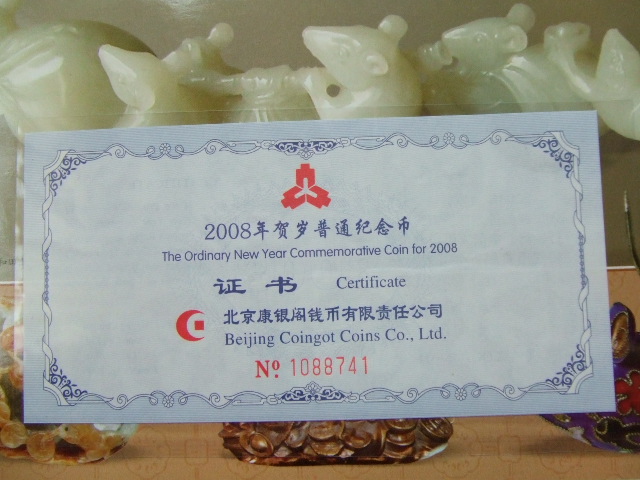 2008年贺岁普通纪念币
The Ordinary New Year Commemorative Coin for 2008
证书 Certificate
北京康银阁钱币有限责任公司
Beijing Coingot Coins Co., Ltd.
Nº 1088741